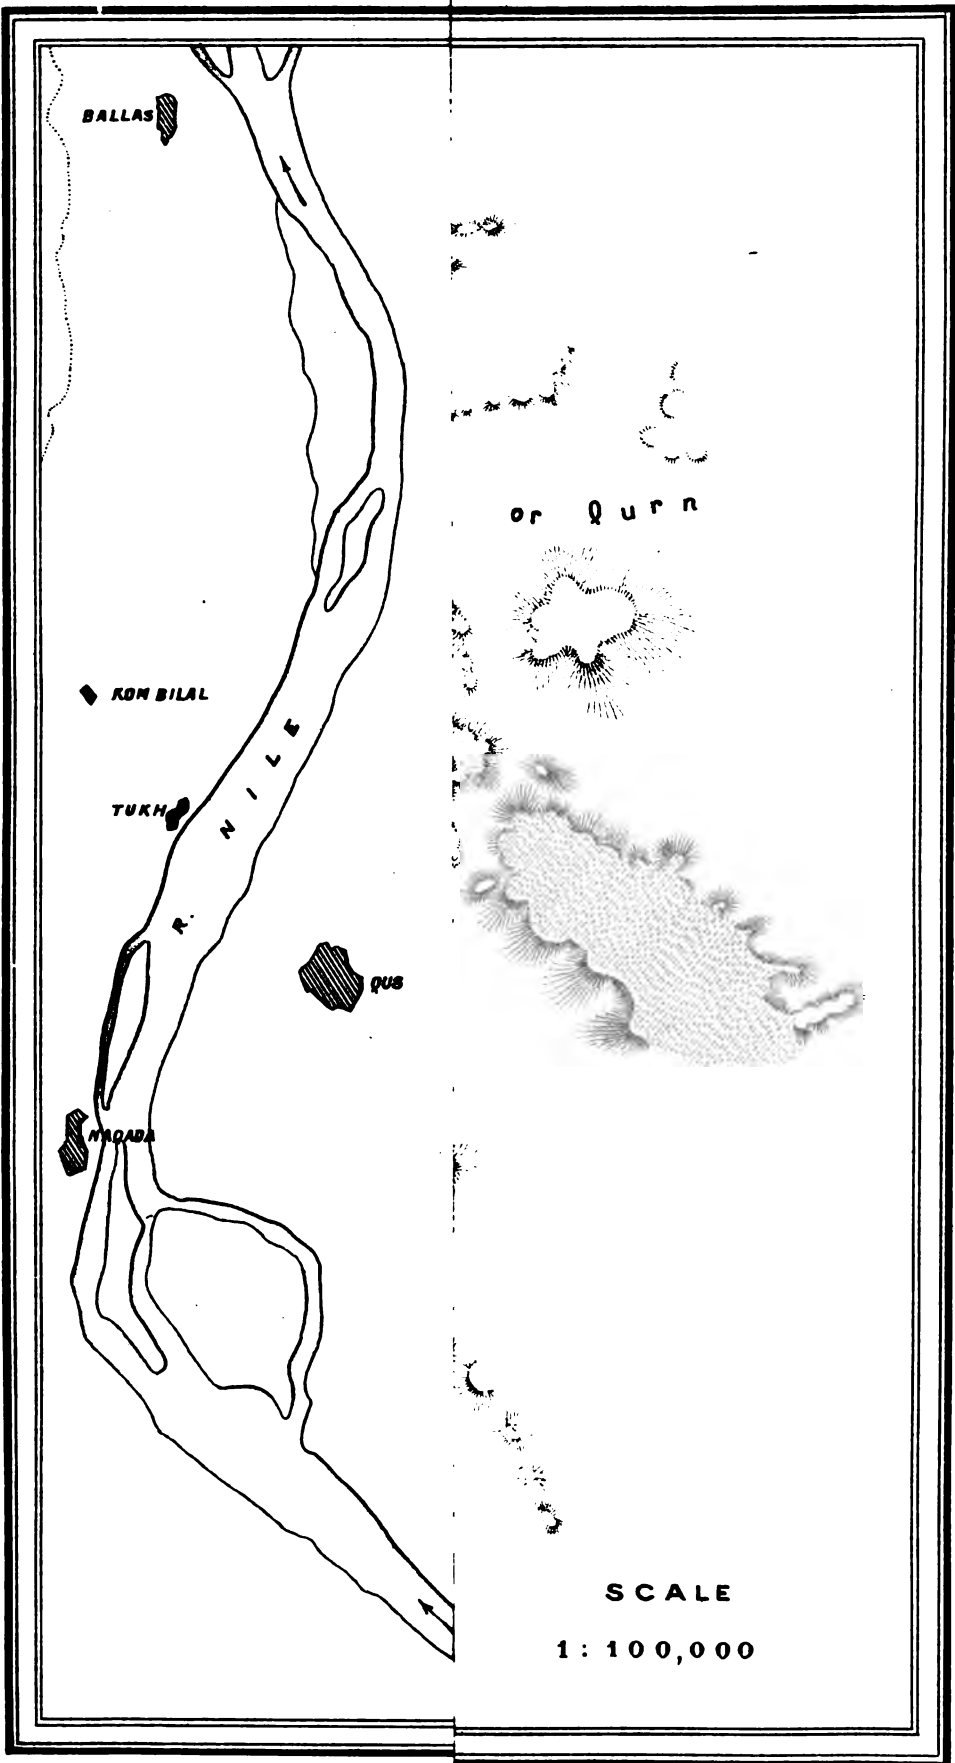 BALLAS
or Qurn
KOM BILAL
R. NILE
TUKH
QUS
NAQADA
SCALE
1:100,000